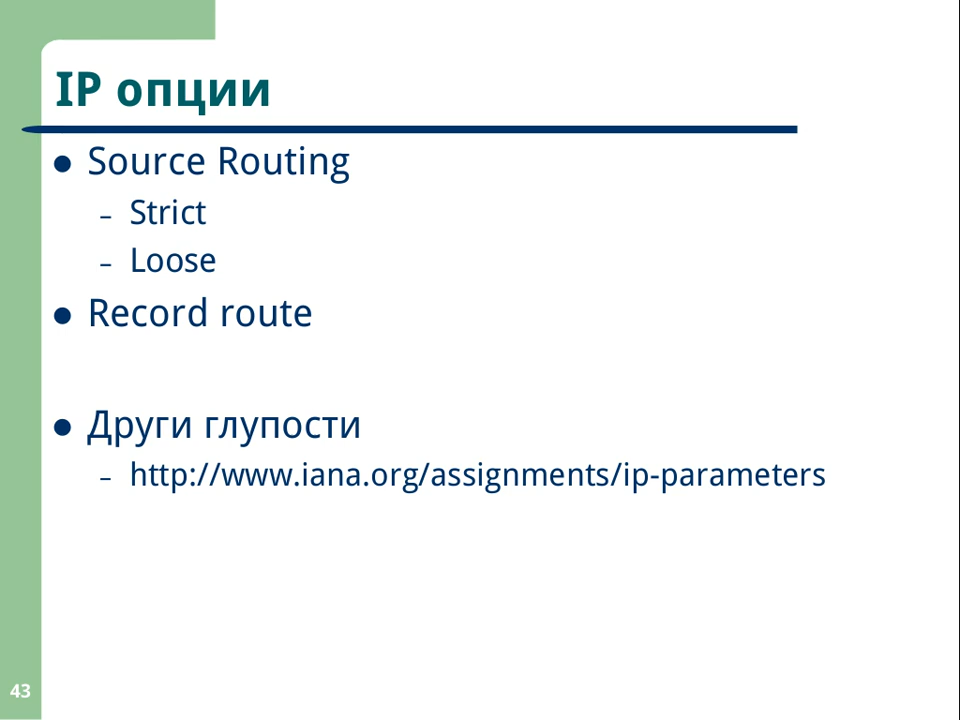 IP опции
Source Routing
– Strict
– Loose
Record route
Други глупости
– http://www.iana.org/assignments/ip-parameters
43